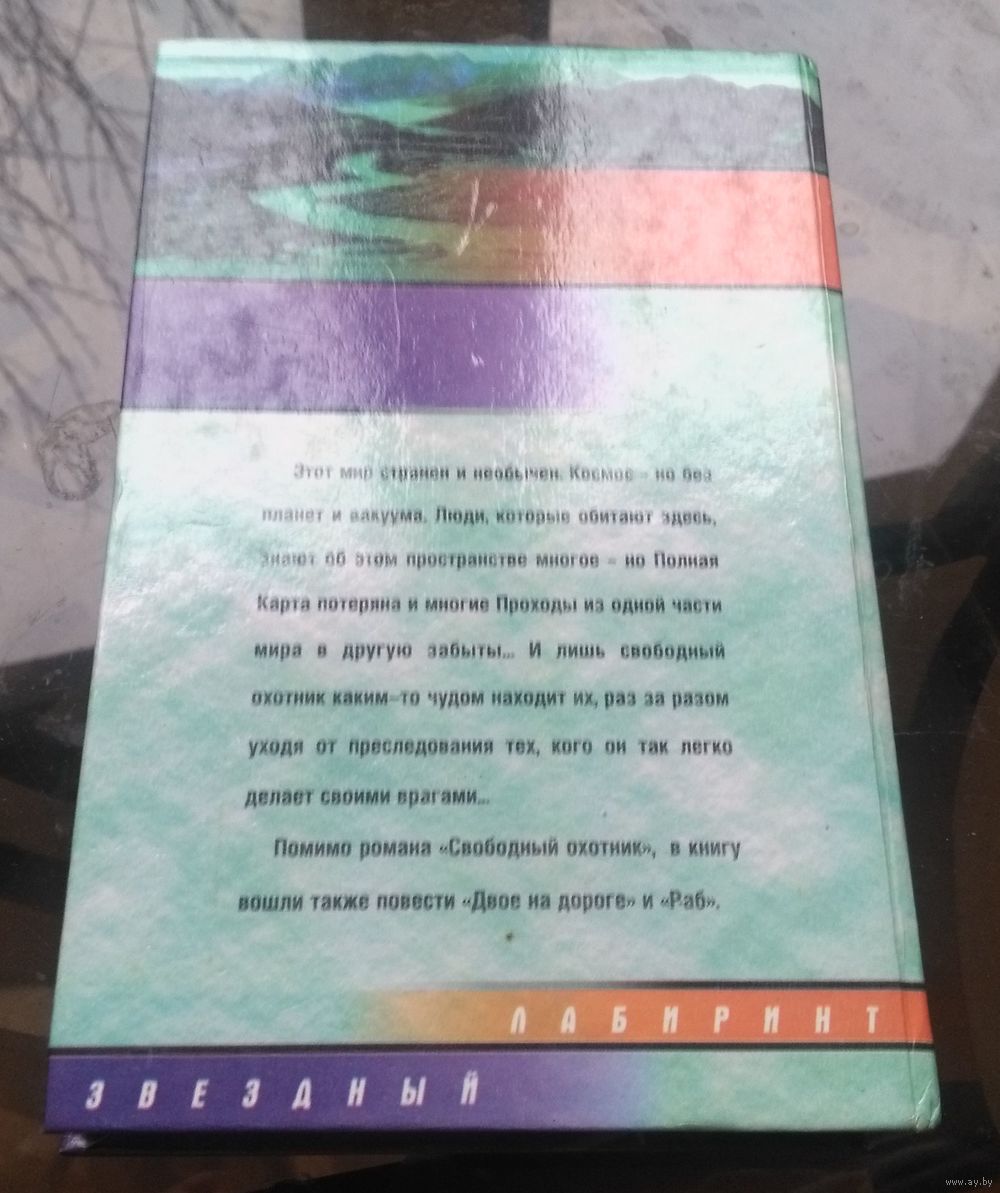 Этот мир странен и необычен. Космос - но без
планет и вакуума. Люди, которые обитают здесь,
знают об этом пространстве многое - но Полная
Карта потеряна и многие Проходы из одной части
мира в другую забыты... И лишь свободный
охотник каким-то чудом находит их, раз за разом
уходя от преследования тех, кого он так легко
делает своими врагами...
Помимо романа «Свободный охотник», в книгу
вошли также повести «Двое на дороге» и «Раб».
ЛАБИРИНТ
ЗВЕЗДНЫЙ
www.ay.by